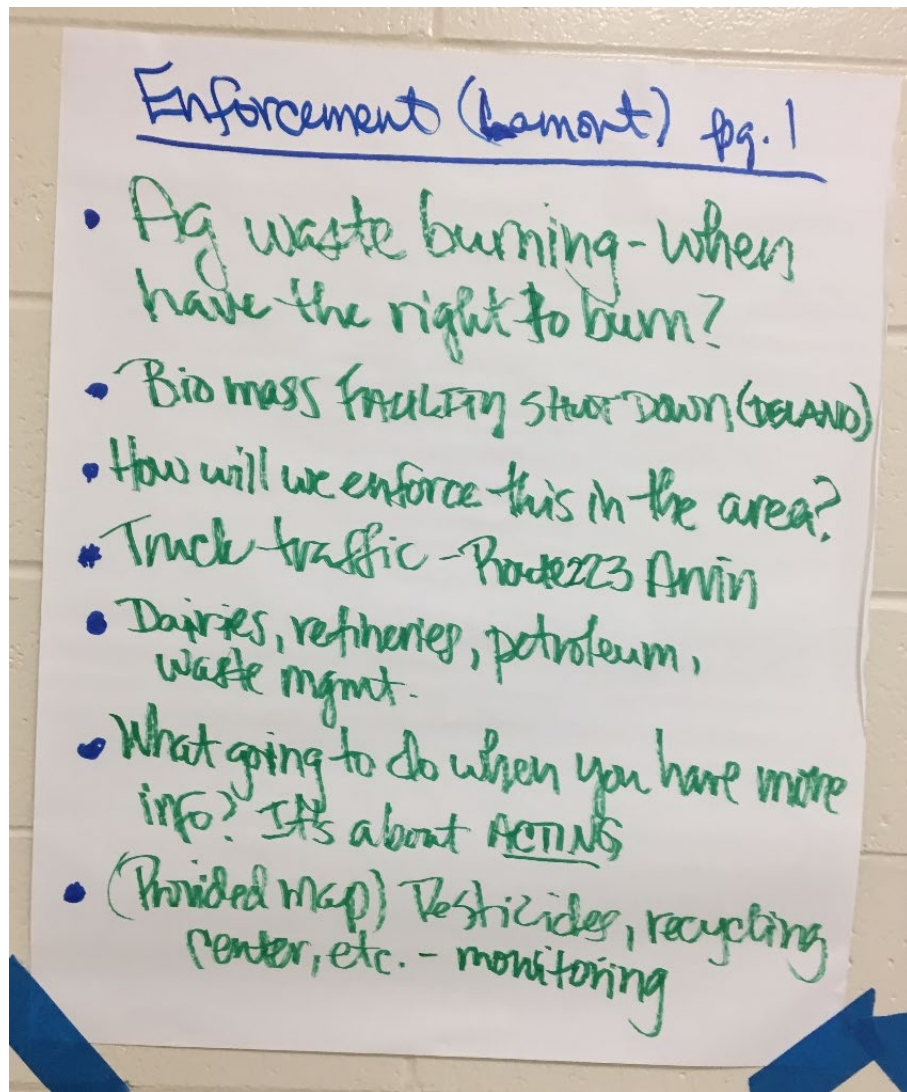 Enforcement (Lamont) pg. 1
• Ag waste burning - when
have the right to burn?
• Bio mass FACILITY SHUT DOWN (DELANO)
• How will we enforce this in the area?
• Truck traffic - Route 223 Arvin
• Dairies, refineries, petroleum,
waste mgmt.
• What going to do when you have more
info? It's about ACTING
• (Provided map) Pesticides, recycling
center, etc. - monitoring